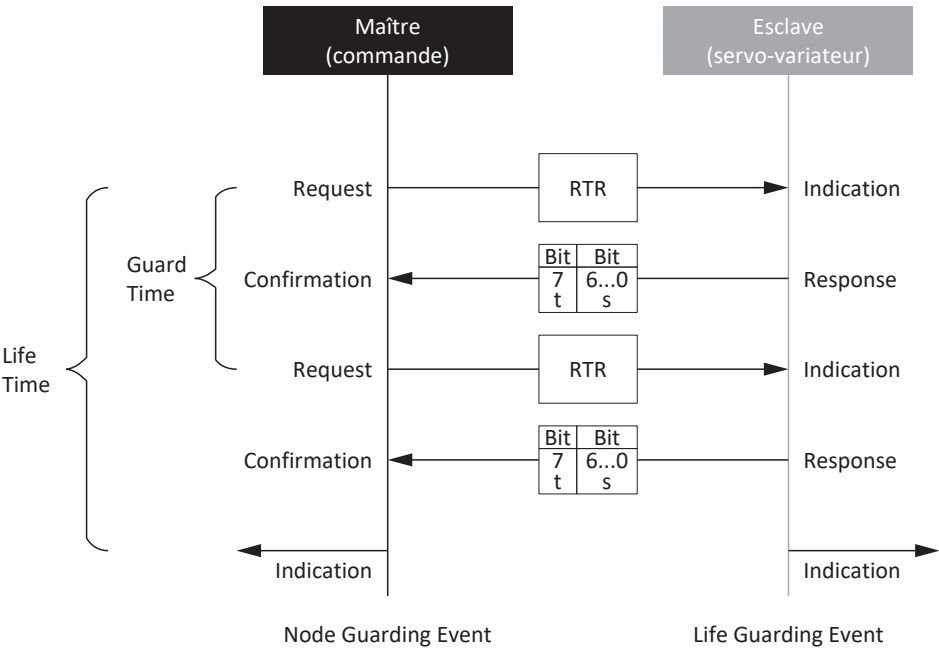 Maître
(commande)
Esclave
(servo-variateur)
Request
RTR
Indication
Guard
Time
Confirmation
Bit Bit
7 6...0
t s
Response
Life
Time
Request
RTR
Indication
Confirmation
Bit Bit
7 6...0
t s
Response
Indication
Indication
Node Guarding Event
Life Guarding Event